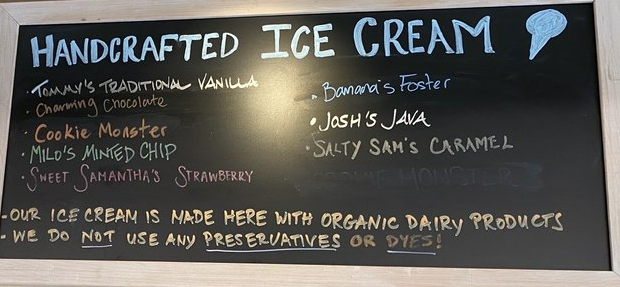 HANDCRAFTED ICE CREAM
· TOMMY'S TRADITIONAL VANILLA
· Charming Chocolate
· Cookie Monster
· MILO'S MINTED CHIP
· SWEET SAMANTHA'S STRAWBERRY
· Banana's Foster
· JOSH'S JAVA
· SALTY SAM'S CARAMEL
COOKIE MONSTER
- OUR ICE CREAM IS MADE HERE WITH ORGANIC DAIRY PRODUCTS
- WE DO NOT USE ANY PRESERVATIVES OR DYES!